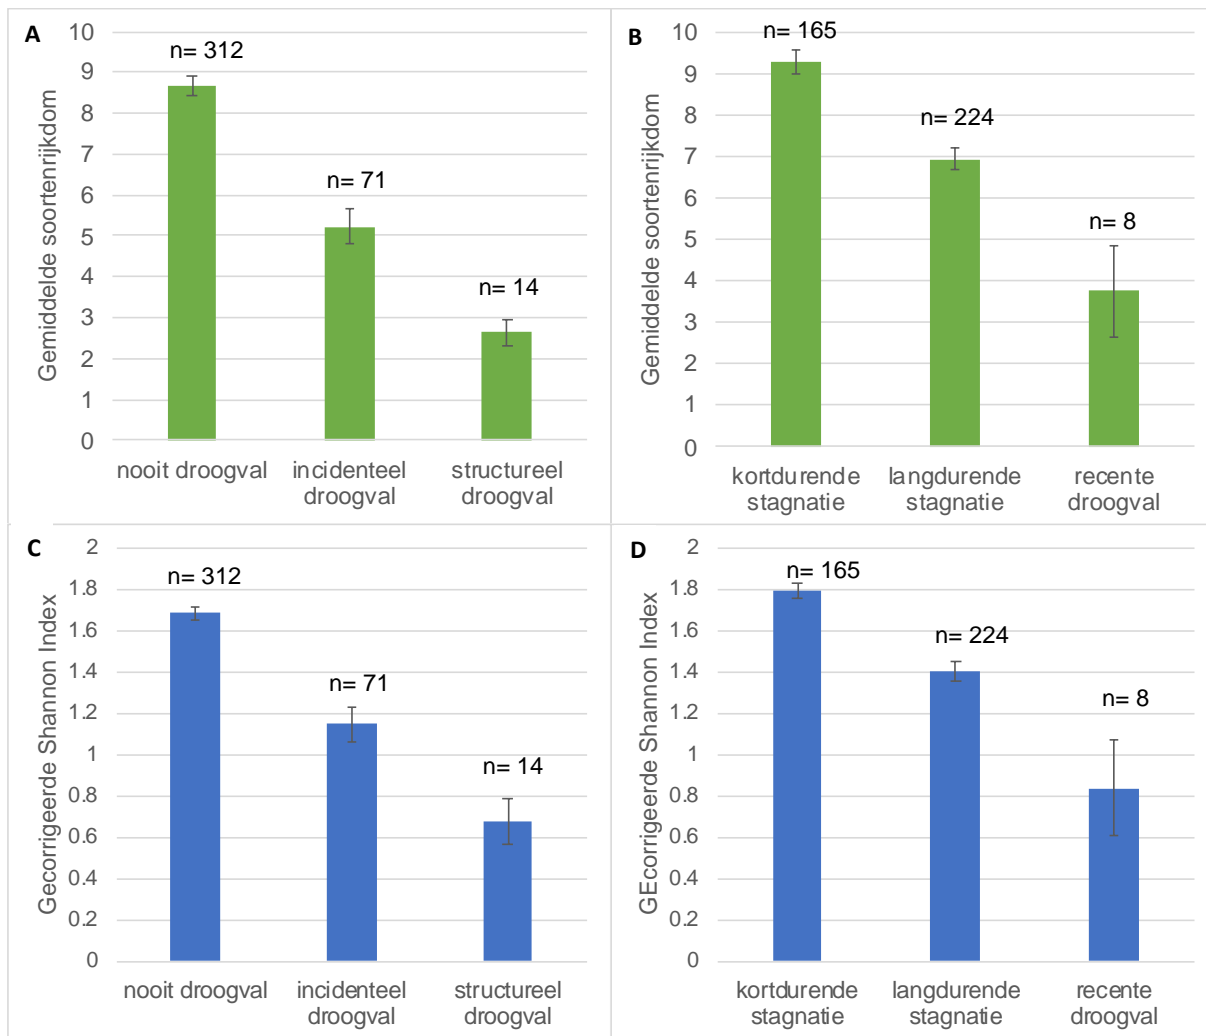 A
Gemiddelde soortenrijkdom
10
9
8
7
6
5
4
3
2
1
0
n= 312
n= 71
n= 14
nooit droogval
incidenteel
droogval
structureel
droogval
B
Gemiddelde soortenrijkdom
10
9
8
7
6
5
4
3
2
1
0
n= 165
n= 224
n= 8
kortdurende
stagnatie
langdurende
stagnatie
recente
droogval
C
Gecorrigeerde Shannon Index
2
1.8
1.6
1.4
1.2
1
0.8
0.6
0.4
0.2
0
n= 312
n= 71
n= 14
nooit droogval
incidenteel
droogval
structureel
droogval
D
GEcorrigeerde Shannon Index
2
1.8
1.6
1.4
1.2
1
0.8
0.6
0.4
0.2
0
n= 165
n= 224
n= 8
kortdurende
stagnatie
langdurende
stagnatie
recente
droogval